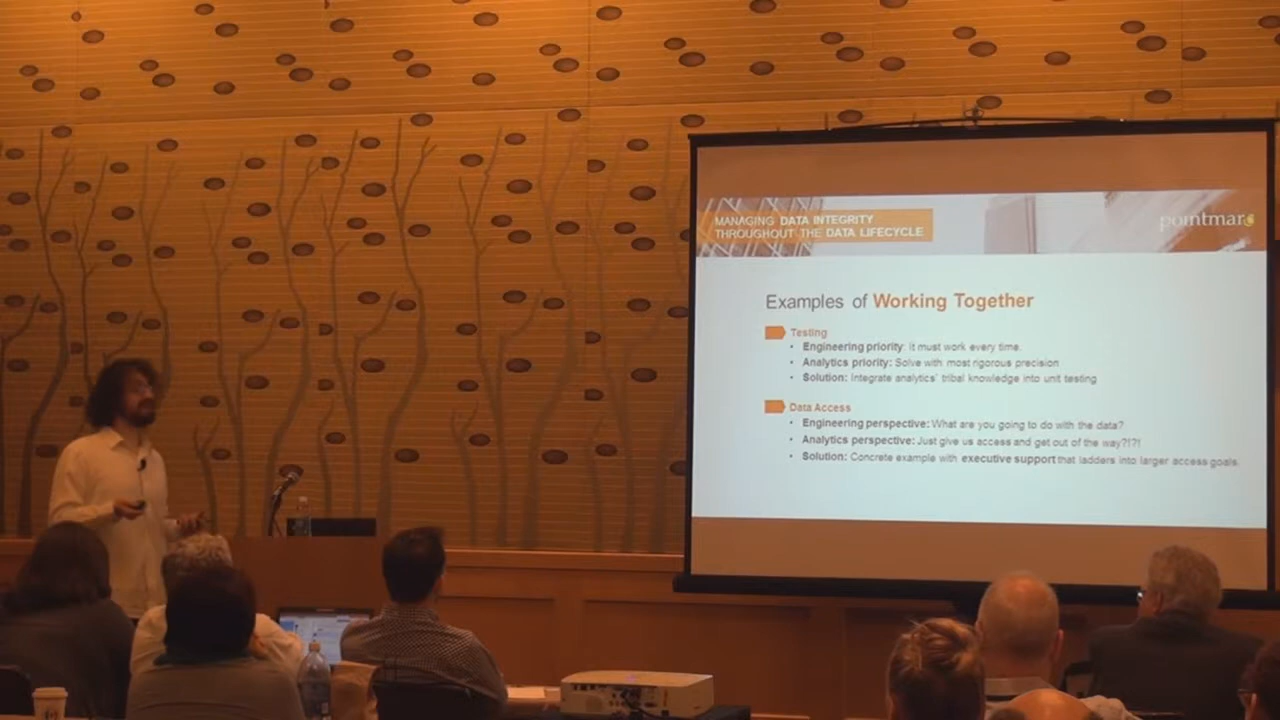 MANAGING DATA INTEGRITY
THROUGHOUT THE DATA LIFECYCLE
pointmarc
Examples of Working Together
Testing
• Engineering priority: It must work every time.
• Analytics priority: Solve with most rigorous precision
• Solution: Integrate analytics' tribal knowledge into unit testing
Data Access
• Engineering perspective: What are you going to do with the data?
• Analytics perspective: Just give us access and get out of the way?!?!
• Solution: Concrete example with executive support that ladders into larger access goals.